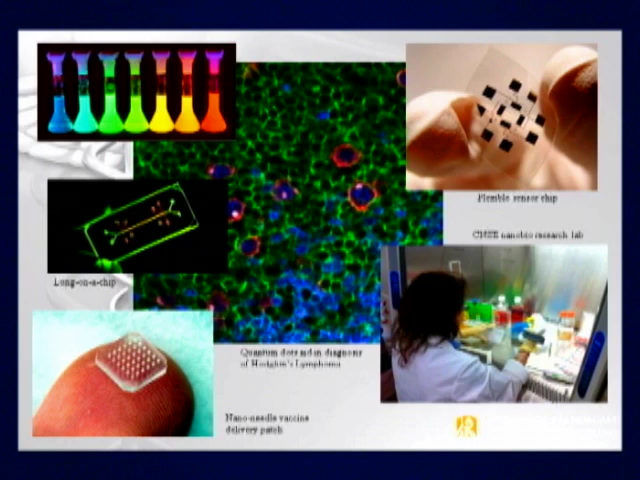 Flexible sensor chip
CNSE nanobio research lab
Lung-on-a-chip
Quantum dots aid in diagnosis
of Hodgkin's Lymphoma
Nano-needle vaccine
delivery patch